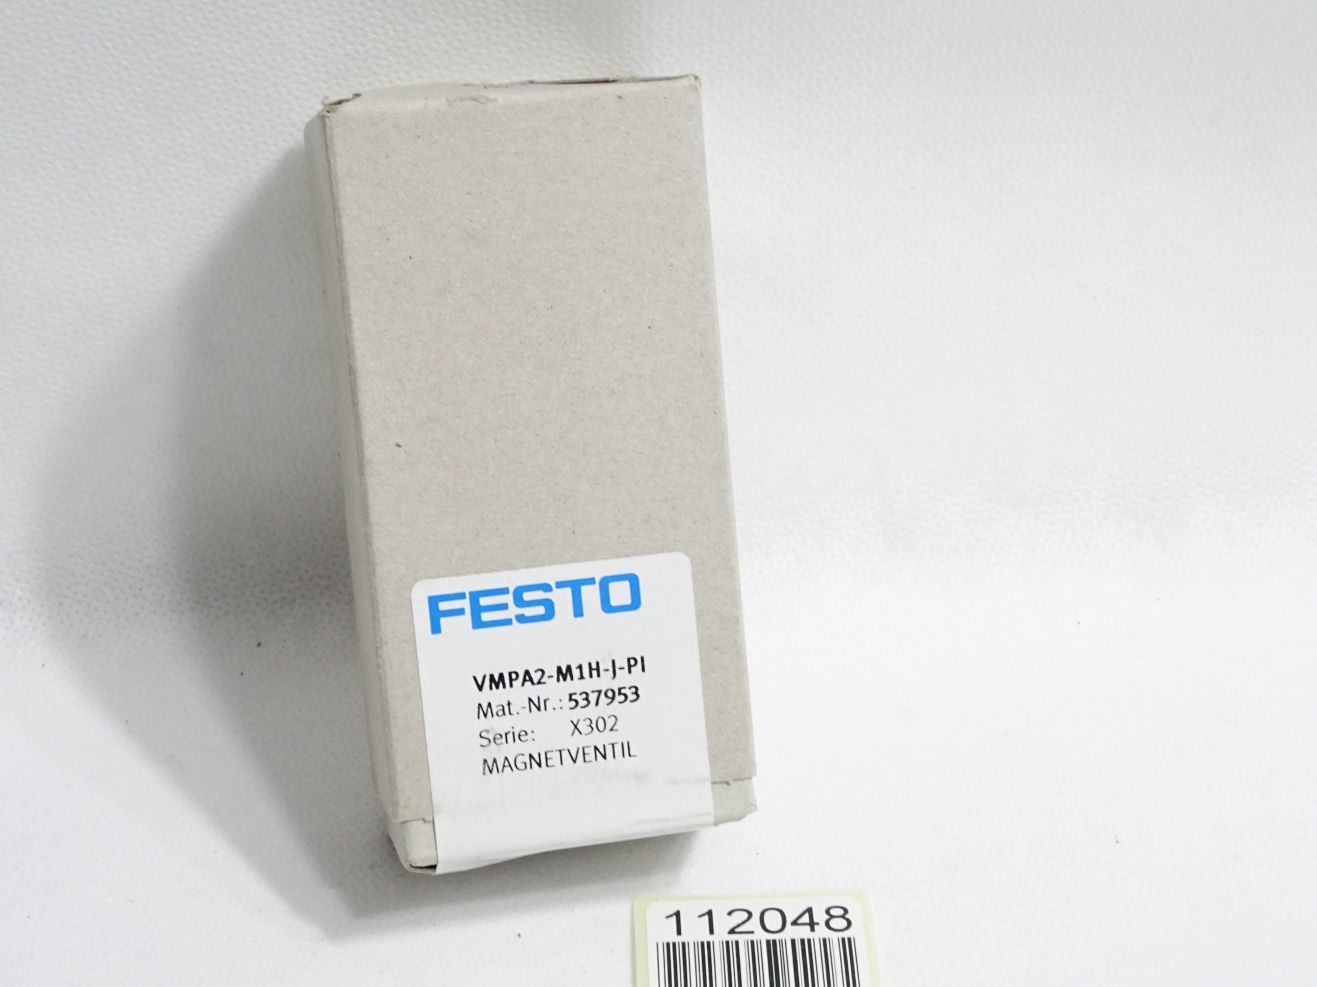 FESTO
VMPA2-M1H-J-PI
Mat.-Nr.: 537953
Serie: X302
MAGNETVENTIL
112048